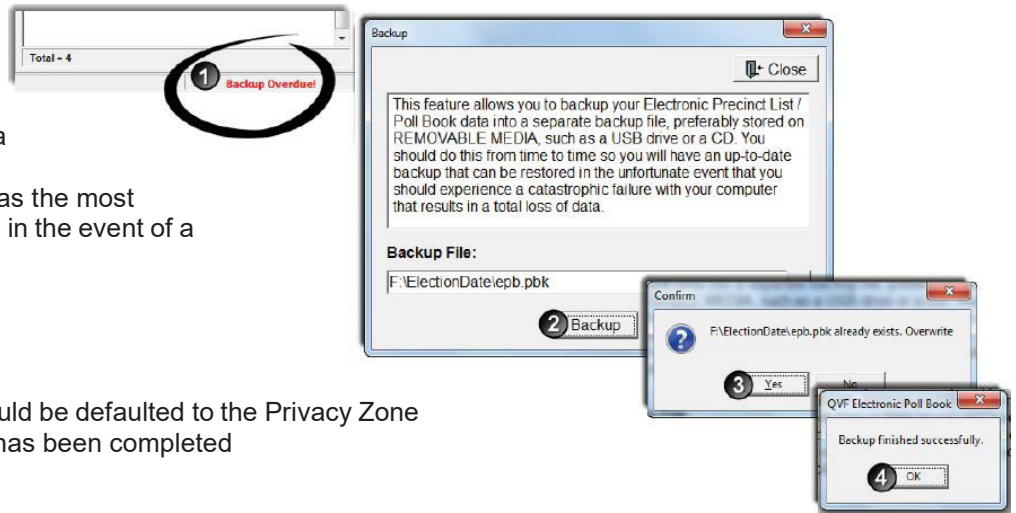 Total = 4
1 Backup Overdue!
a
as the most
in the event of a
uld be defaulted to the Privacy Zone
has been completed
Backup
Close
This feature allows you to backup your Electronic Precinct List /
Poll Book data into a separate backup file, preferably stored on
REMOVABLE MEDIA, such as a USB drive or a CD. You
should do this from time to time so you will have an up-to-date
backup that can be restored in the unfortunate event that you
should experience a catastrophic failure with your computer
that results in a total loss of data.
Backup File:
F:\ElectionDate\epb.pbk
2 Backup
Confirm
F:\ElectionDate\epb.pbk already exists. Overwrite
3 Yes
No
QVF Electronic Poll Book
Backup finished successfully.
4 OK